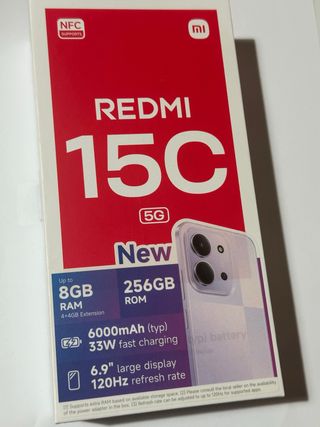 NFC
SUPPORTS
REDMI
15C
5G
New
Up to
8GB
RAM
4+4GB Extension
256GB
ROM
6000mAh (typ)
33W fast charging
6.9" large display
120Hz refresh rate